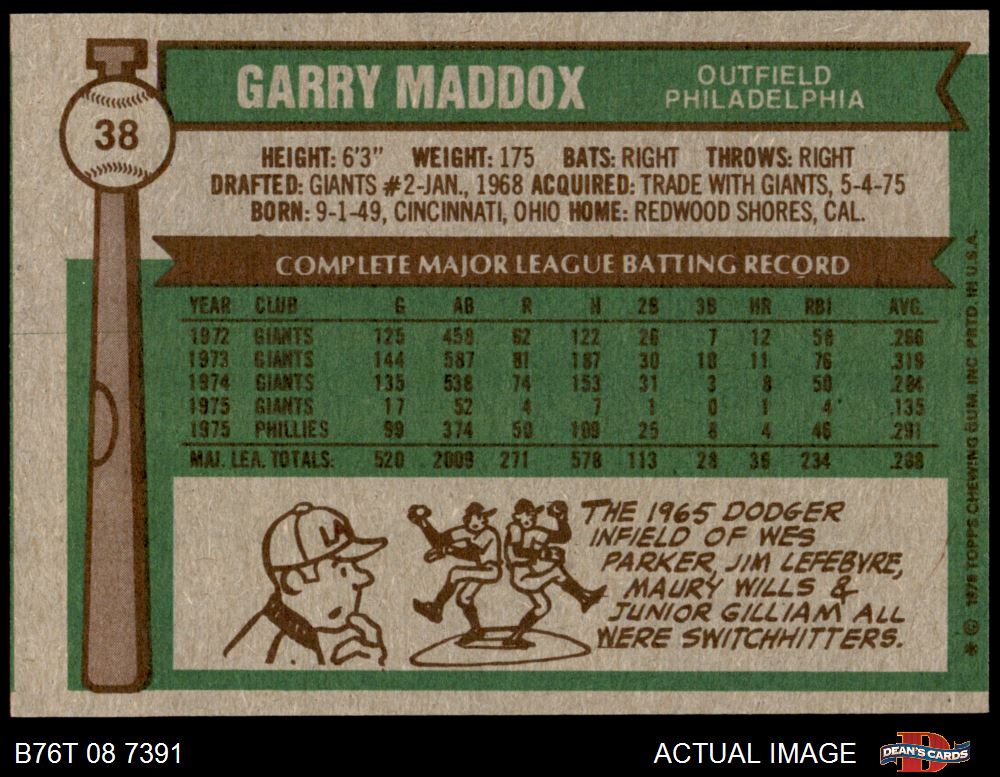 38
GARRY MADDOX
OUTFIELD
PHILADELPHIA
HEIGHT: 6'3" WEIGHT: 175 BATS: RIGHT THROWS: RIGHT
DRAFTED: GIANTS #2-JAN., 1968 ACQUIRED: TRADE WITH GIANTS, 5-4-75
BORN: 9-1-49, CINCINNATI, OHIO HOME: REDWOOD SHORES, CAL.
COMPLETE MAJOR LEAGUE BATTING RECORD
YEAR CLUB G AB R H 2B 3B HR RBI AVG.
1972 GIANTS 125 458 62 122 26 7 12 58 .266
1973 GIANTS 144 587 81 187 30 10 11 76 .319
1974 GIANTS 135 538 74 153 31 3 8 50 .284
1975 GIANTS 17 52 4 7 1 0 1 4 .135
1975 PHILLIES 99 374 50 109 25 8 4 46 .291
MAJ. LEA. TOTALS: 520 2009 271 578 113 28 36 234 .288
LA
THE 1965 DODGER
INFIELD OF WES
PARKER, JIM LEFEBVRE,
MAURY WILLS &
JUNIOR GILLIAM ALL
WERE SWITCHHITTERS.
* © 1976 TOPPS CHEWING GUM, INC. PRTD. IN U.S.A.
B76T 08 7391
ACTUAL IMAGE
D
DEAN'S CARDS